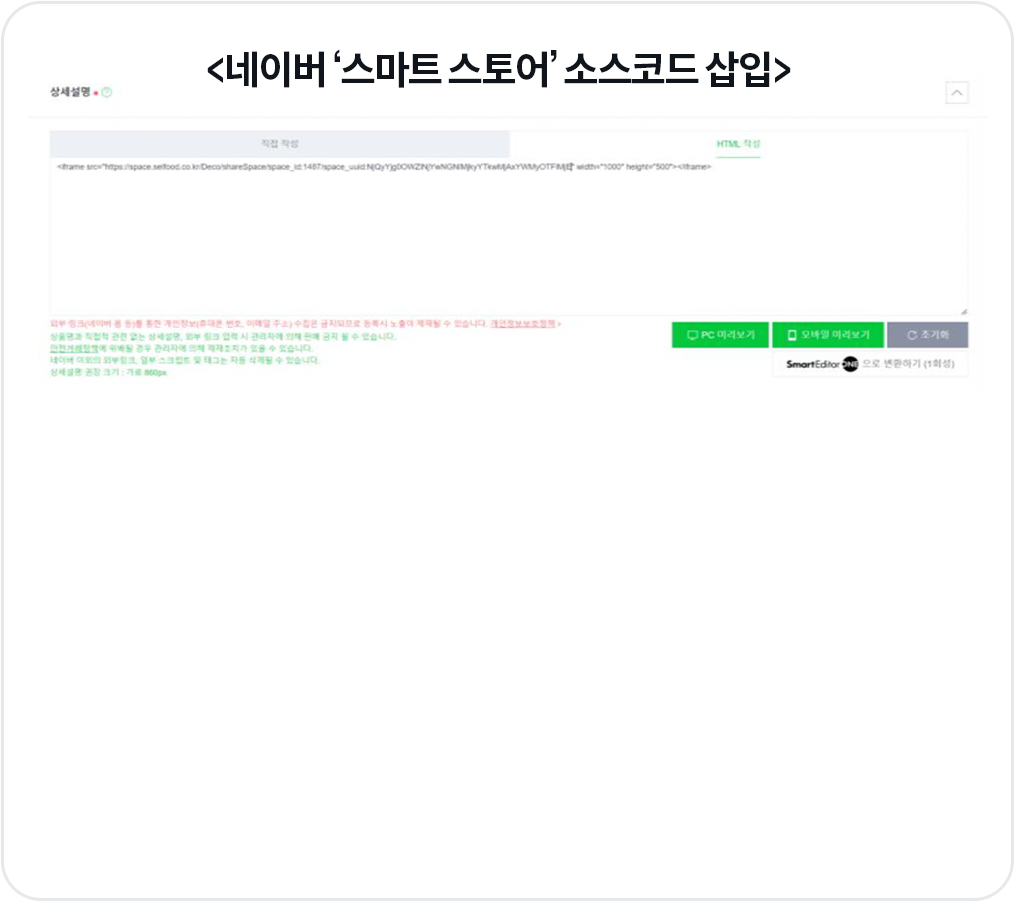 <네이버 ‘스마트 스토어’ 소스코드 삽입>
상세설명
직접 작성
HTML 작성
<iframe src="https://space.selfood.co.kr/Deco/shareSpace/space_id:1487/space_uuid: width="1000" height="500"></iframe>
외부 링크(네이버 폼 등)를 통한 개인정보(휴대폰 번호, 이메일 주소) 수집은 금지되므로 등록시 노출이 제재될 수 있습니다. 개인정보보호정책 >
상품명과 직접적 관련 없는 상세설명, 외부 링크 입력 시 관리자에 의해 판매 금지 될 수 있습니다.
안전거래정책에 위배될 경우 관리자에 의해 제재조치가 있을 수 있습니다.
네이버 이외의 외부링크, 일부 스크립트 및 태그는 자동 삭제될 수 있습니다.
상세설명 권장 크기 : 가로 860px
PC 미리보기
모바일 미리보기
초기화
SmartEditor ONE 으로 변환하기 (1회성)